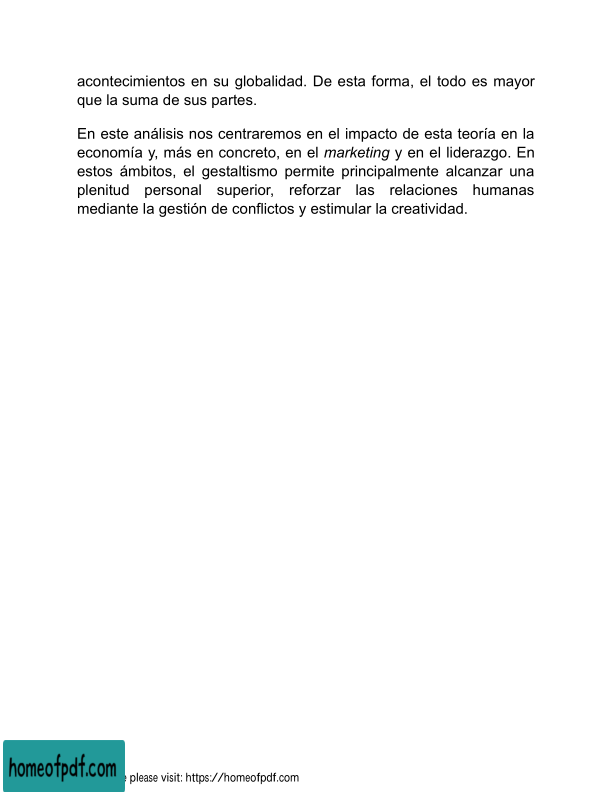 acontecimientos en su globalidad. De esta forma, el todo es mayor
que la suma de sus partes.
En este análisis nos centraremos en el impacto de esta teoría en la
economía y, más en concreto, en el marketing y en el liderazgo. En
estos ámbitos, el gestaltismo permite principalmente alcanzar una
plenitud personal superior, reforzar las relaciones humanas
mediante la gestión de conflictos y estimular la creatividad.
homeofpdf.com
please visit: https://homeofpdf.com